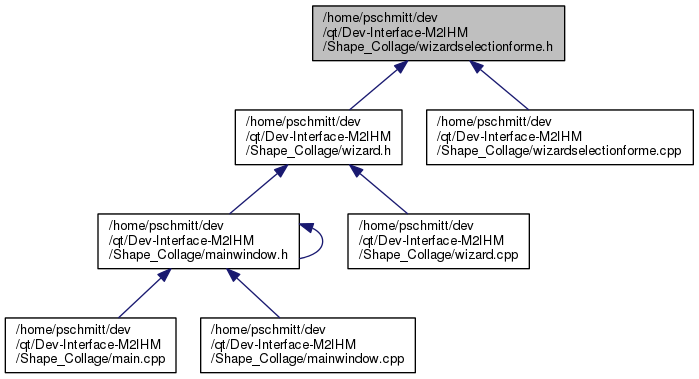 /home/pschmitt/dev
/qt/Dev-Interface-M2IHM
/Shape_Collage/wizardselectionforme.h
/home/pschmitt/dev
/qt/Dev-Interface-M2IHM
/Shape_Collage/wizard.h
/home/pschmitt/dev
/qt/Dev-Interface-M2IHM
/Shape_Collage/wizardselectionforme.cpp
/home/pschmitt/dev
/qt/Dev-Interface-M2IHM
/Shape_Collage/mainwindow.h
/home/pschmitt/dev
/qt/Dev-Interface-M2IHM
/Shape_Collage/wizard.cpp
/home/pschmitt/dev
/qt/Dev-Interface-M2IHM
/Shape_Collage/main.cpp
/home/pschmitt/dev
/qt/Dev-Interface-M2IHM
/Shape_Collage/mainwindow.cpp